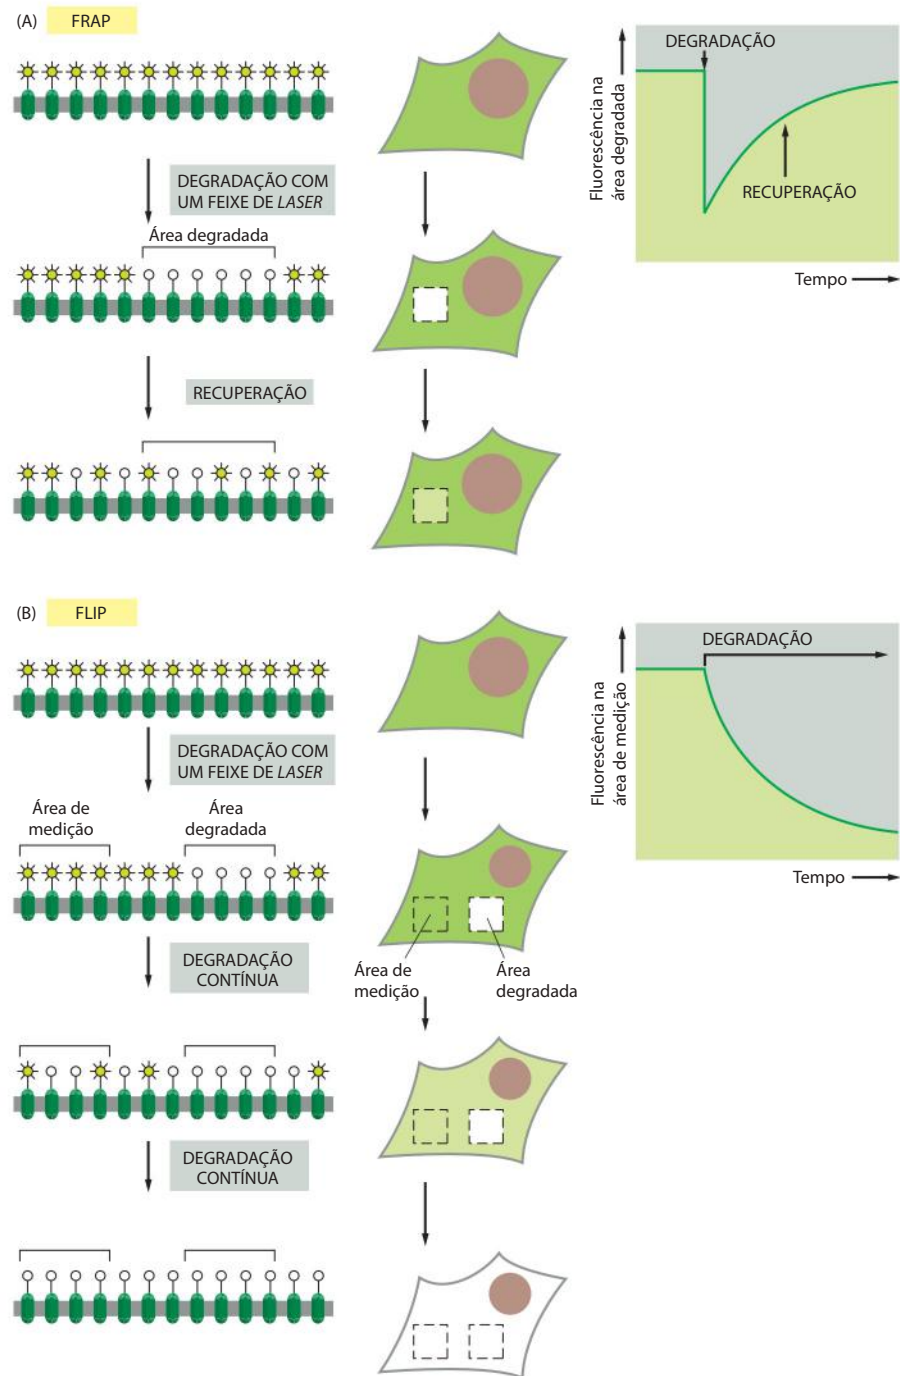 (A)
FRAP
DEGRADAÇÃO COM
UM FEIXE DE LASER
Área degradada
RECUPERAÇÃO
Fluorescência na
área degradada
DEGRADAÇÃO
RECUPERAÇÃO
Tempo
(B)
FLIP
DEGRADAÇÃO COM
UM FEIXE DE LASER
Área de
medição
Área
degradada
DEGRADAÇÃO
CONTÍNUA
DEGRADAÇÃO
CONTÍNUA
Área de
medição
Área
degradada
Fluorescência na
área de medição
DEGRADAÇÃO
Tempo